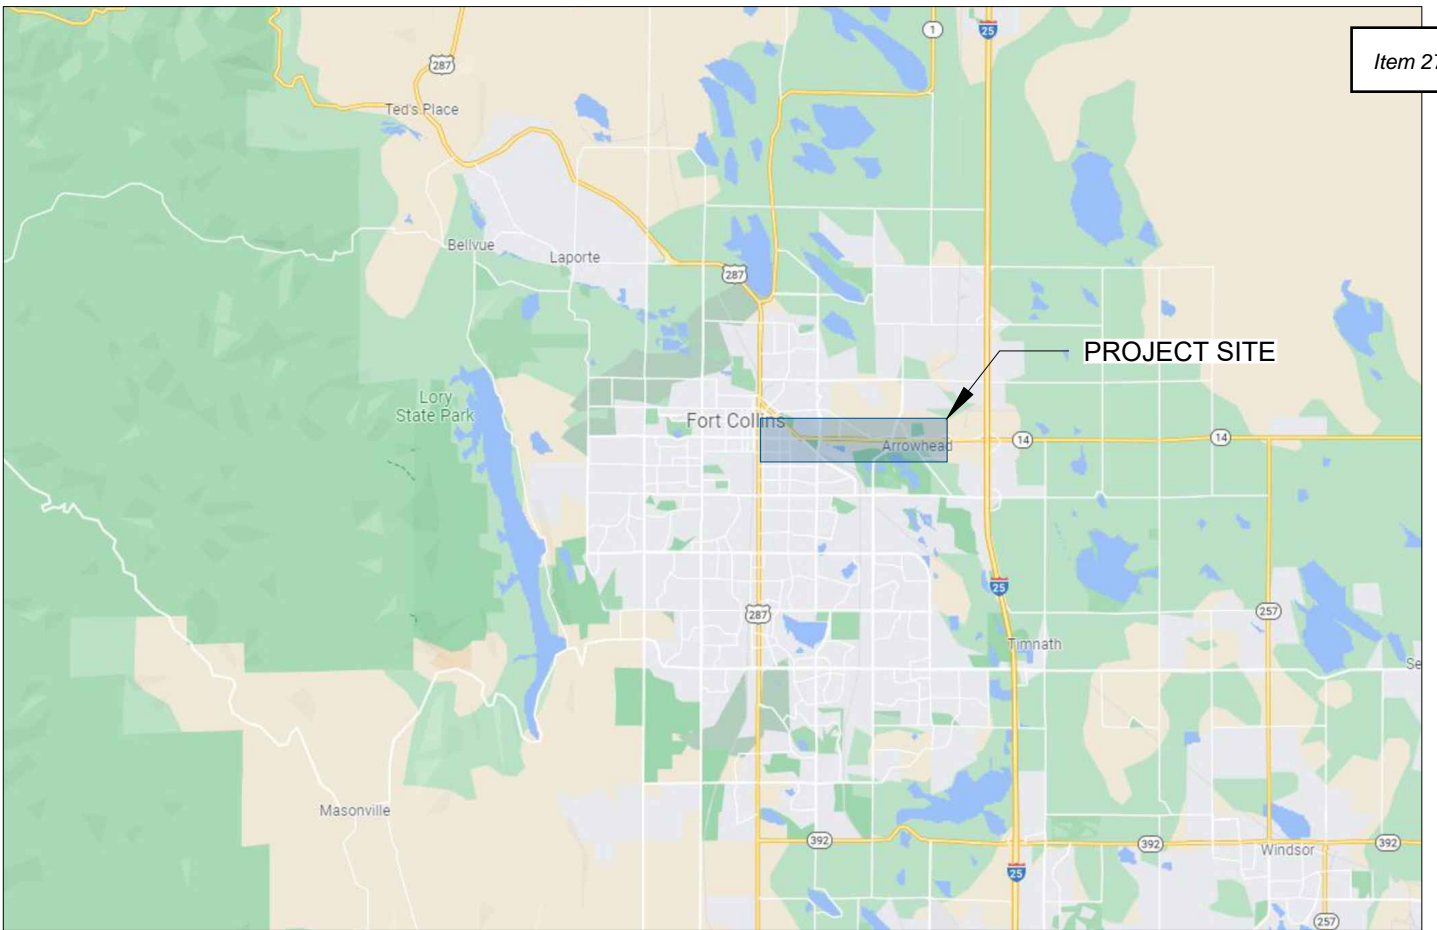 1
25
Item 27
287
Ted's Place
Bellvue
Laporte
287
PROJECT SITE
Lory
State Park
Fort Collins
Arrowhead
14
14
25
287
257
Timnath
Se
Masonville
392
392
Windsor
392
25
257